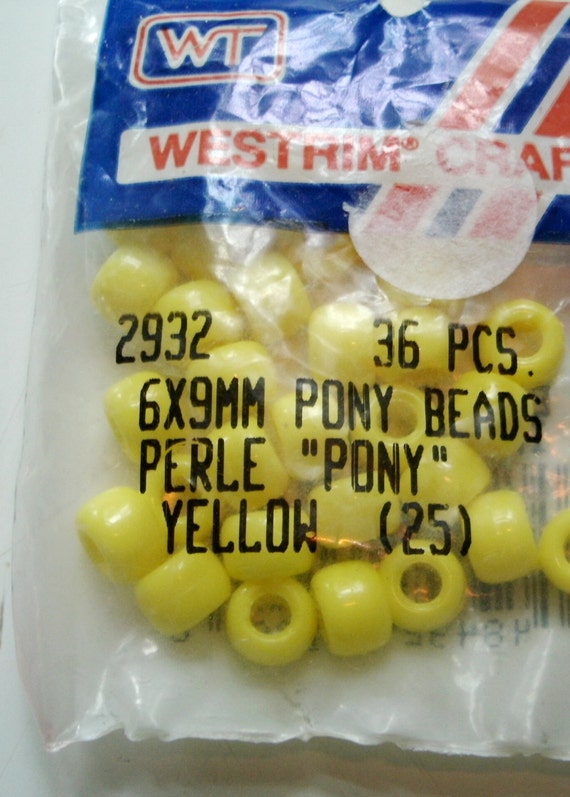 WT
WESTRIM® CRAF
2932 36 PCS.
6X9MM PONY BEADS
PERLE "PONY"
YELLOW (25)